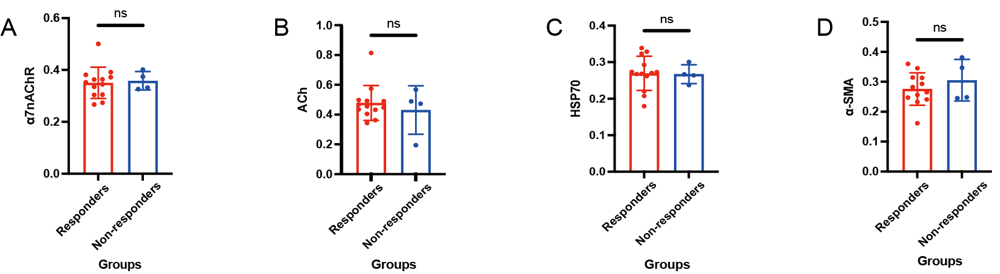 A
ns
0.6
0.4
0.2
0.0
α7nAChR
Responders
Non-responders
Groups
B
ns
1.0
0.8
0.6
0.4
0.2
0.0
ACh
Responders
Non-responders
Groups
C
ns
0.4
0.3
0.2
0.1
0.0
HSP70
Responders
Non-responders
Groups
D
ns
0.5
0.4
0.3
0.2
0.1
0.0
α-SMA
Responders
Non-responders
Groups